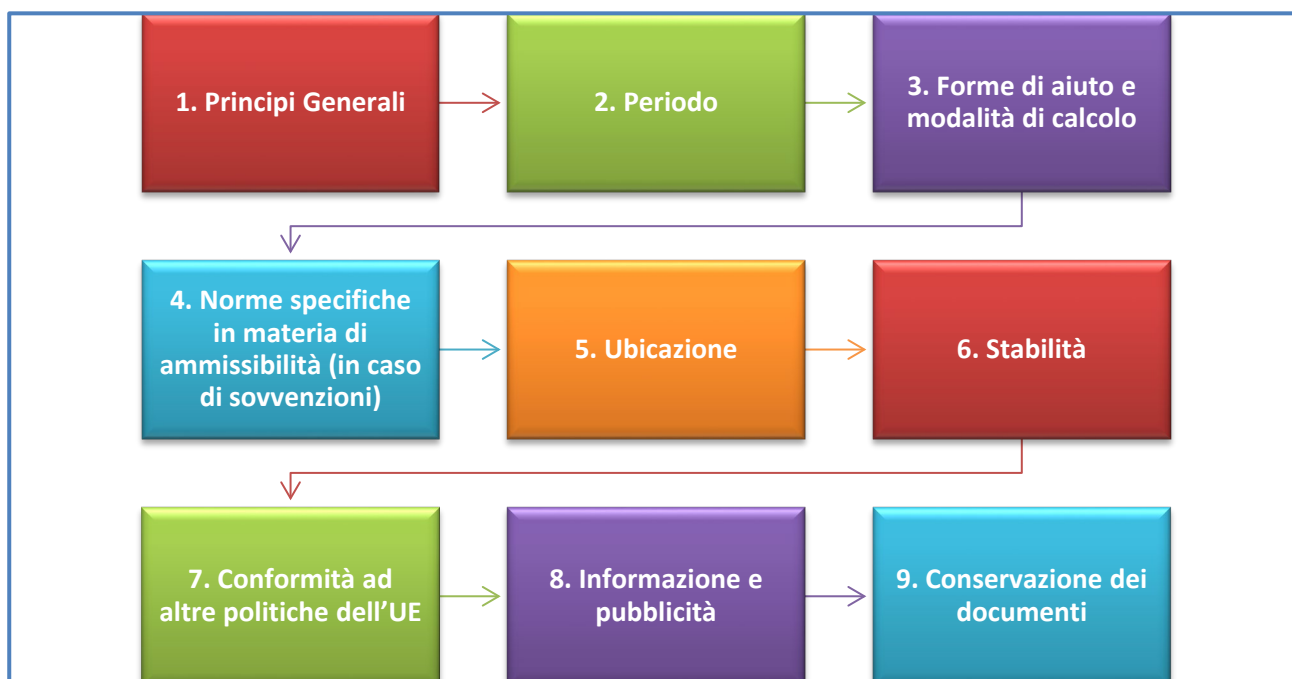 1. Principi Generali
2. Periodo
3. Forme di aiuto e
modalità di calcolo
4. Norme specifiche
in materia di
ammissibilità (in caso
di sovvenzioni)
5. Ubicazione
6. Stabilità
7. Conformità ad
altre politiche dell’UE
8. Informazione e
pubblicità
9. Conservazione dei
documenti